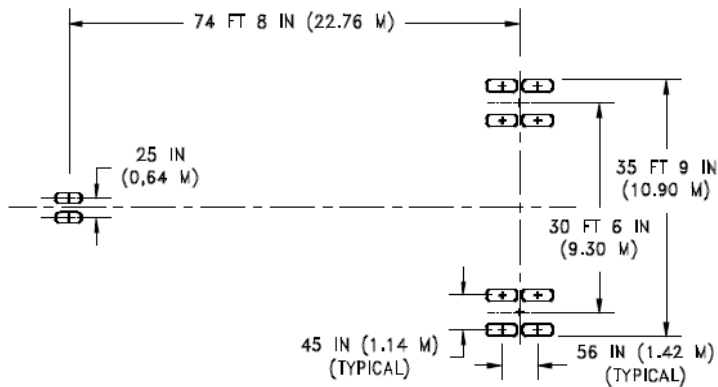 74 FT 8 IN (22.76 M)
25 IN
(0,64 M)
35 FT 9 IN
(10.90 M)
30 FT 6 IN
(9.30 M)
45 IN (1.14 M)
(TYPICAL)
56 IN (1.42 M)
(TYPICAL)